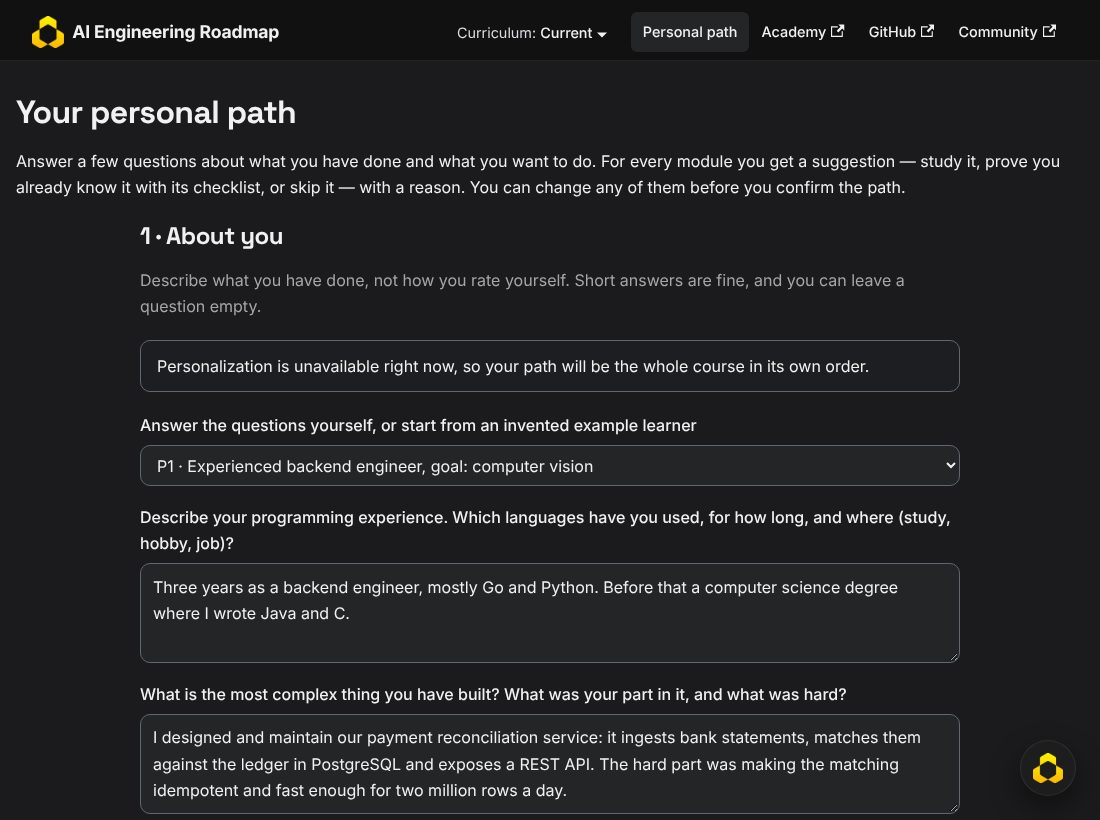 AI Engineering Roadmap
Curriculum: Current
Personal path
Academy
GitHub
Community
Your personal path
Answer a few questions about what you have done and what you want to do. For every module you get a suggestion — study it, prove you
already know it with its checklist, or skip it — with a reason. You can change any of them before you confirm the path.
1 · About you
Describe what you have done, not how you rate yourself. Short answers are fine, and you can leave a
question empty.
Personalization is unavailable right now, so your path will be the whole course in its own order.
Answer the questions yourself, or start from an invented example learner
P1 · Experienced backend engineer, goal: computer vision
Describe your programming experience. Which languages have you used, for how long, and where (study,
hobby, job)?
Three years as a backend engineer, mostly Go and Python. Before that a computer science degree
where I wrote Java and C.
What is the most complex thing you have built? What was your part in it, and what was hard?
I designed and maintain our payment reconciliation service: it ingests bank statements, matches them
against the ledger in PostgreSQL and exposes a REST API. The hard part was making the matching
idempotent and fast enough for two million rows a day.